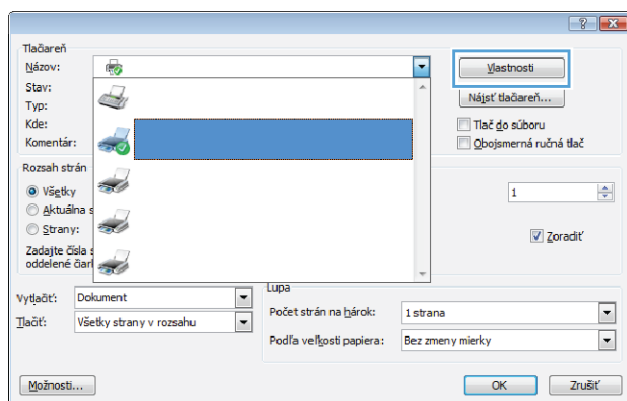 Tlačiareň
Názov:
Vlastnosti
Stav:
Nájsť tlačiareň...
Typ:
Kde:
Tlač do súboru
Komentár:
Obojsmerná ručná tlač
Rozsah strán
Všetky
1
Aktuálna s
Strany:
Zoradiť
Zadajte čísla s
oddelené čiark
Lupa
Vytlačiť: Dokument
Počet strán na hárok: 1 strana
Tlačiť: Všetky strany v rozsahu
Podľa veľkosti papiera: Bez zmeny mierky
Možnosti...
OK
Zrušiť